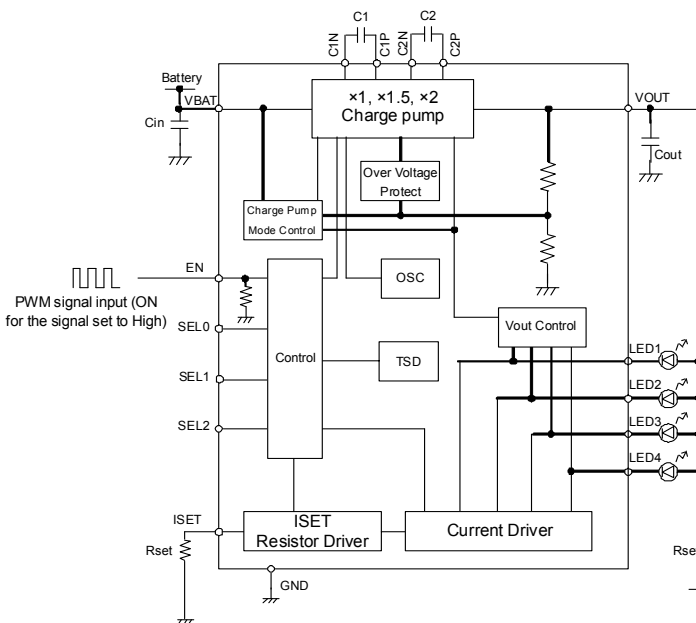 C1
C2
C1N
C1P
C2N
C2P
Battery
VBAT
Cin
×1, ×1.5, ×2
Charge pump
VOUT
Cout
Over Voltage
Protect
Charge Pump
Mode Control
EN
PWM signal input (ON
for the signal set to High)
OSC
SEL0
Control
Vout Control
TSD
SEL1
SEL2
LED1
LED2
LED3
LED4
ISET
Rset
ISET
Resistor Driver
Current Driver
GND
Rse